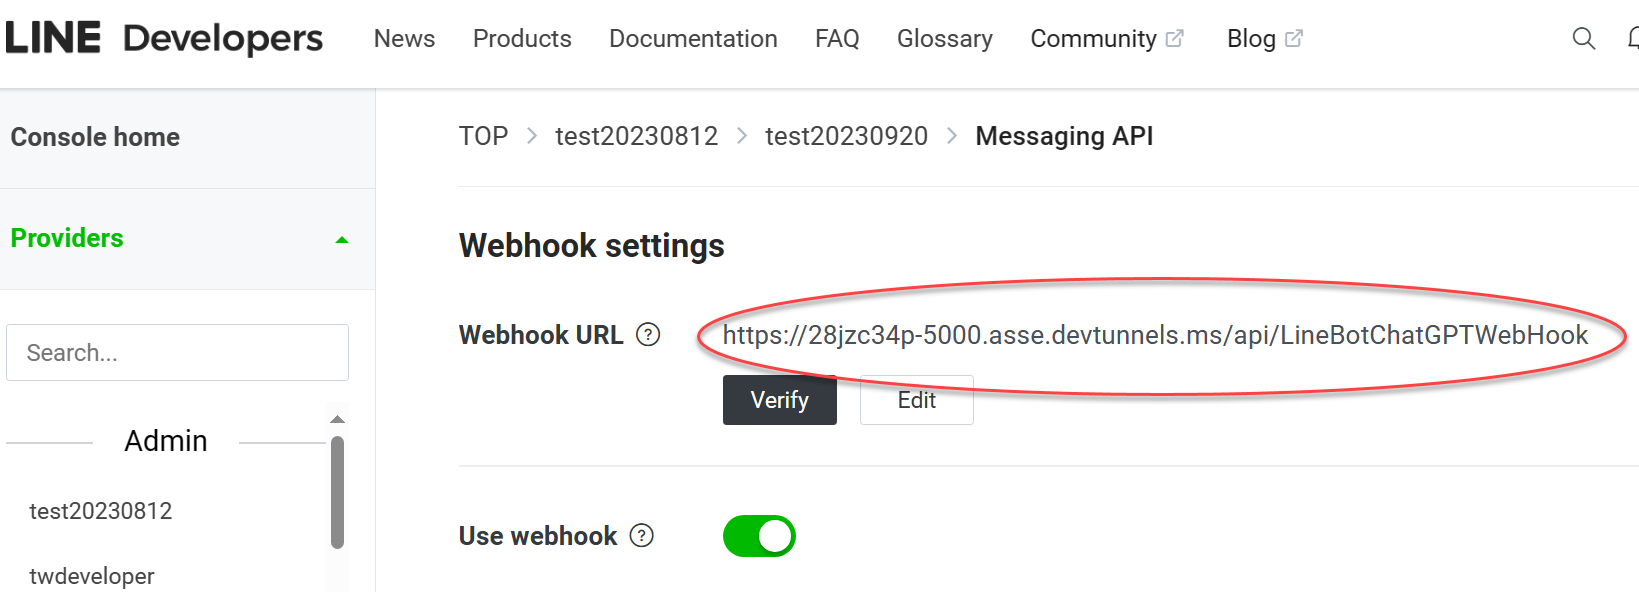 LINE Developers News Products Documentation FAQ Glossary Community Blog
Console home
Providers
Search...
Admin
test20230812
twdeveloper
TOP > test20230812 > test20230920 > Messaging API
Webhook settings
Webhook URL ? https://28jzc34p-5000.asse.devtunnels.ms/api/LineBotChatGPTWebHook
Verify Edit
Use webhook ?